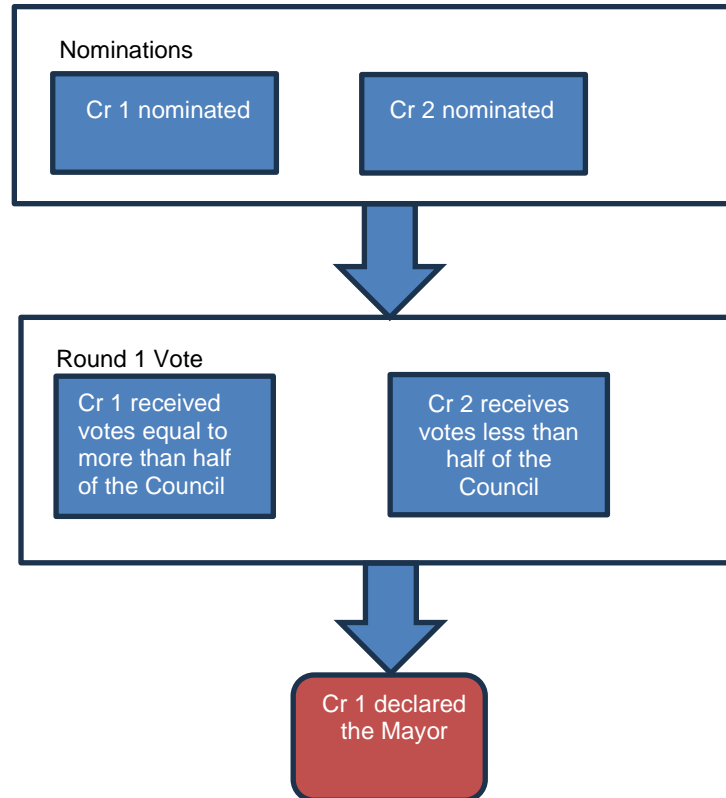 Nominations
Cr 1 nominated
Cr 2 nominated
Round 1 Vote
Cr 1 received
votes equal to
more than half
of the Council
Cr 2 receives
votes less than
half of the
Council
Cr 1 declared
the Mayor